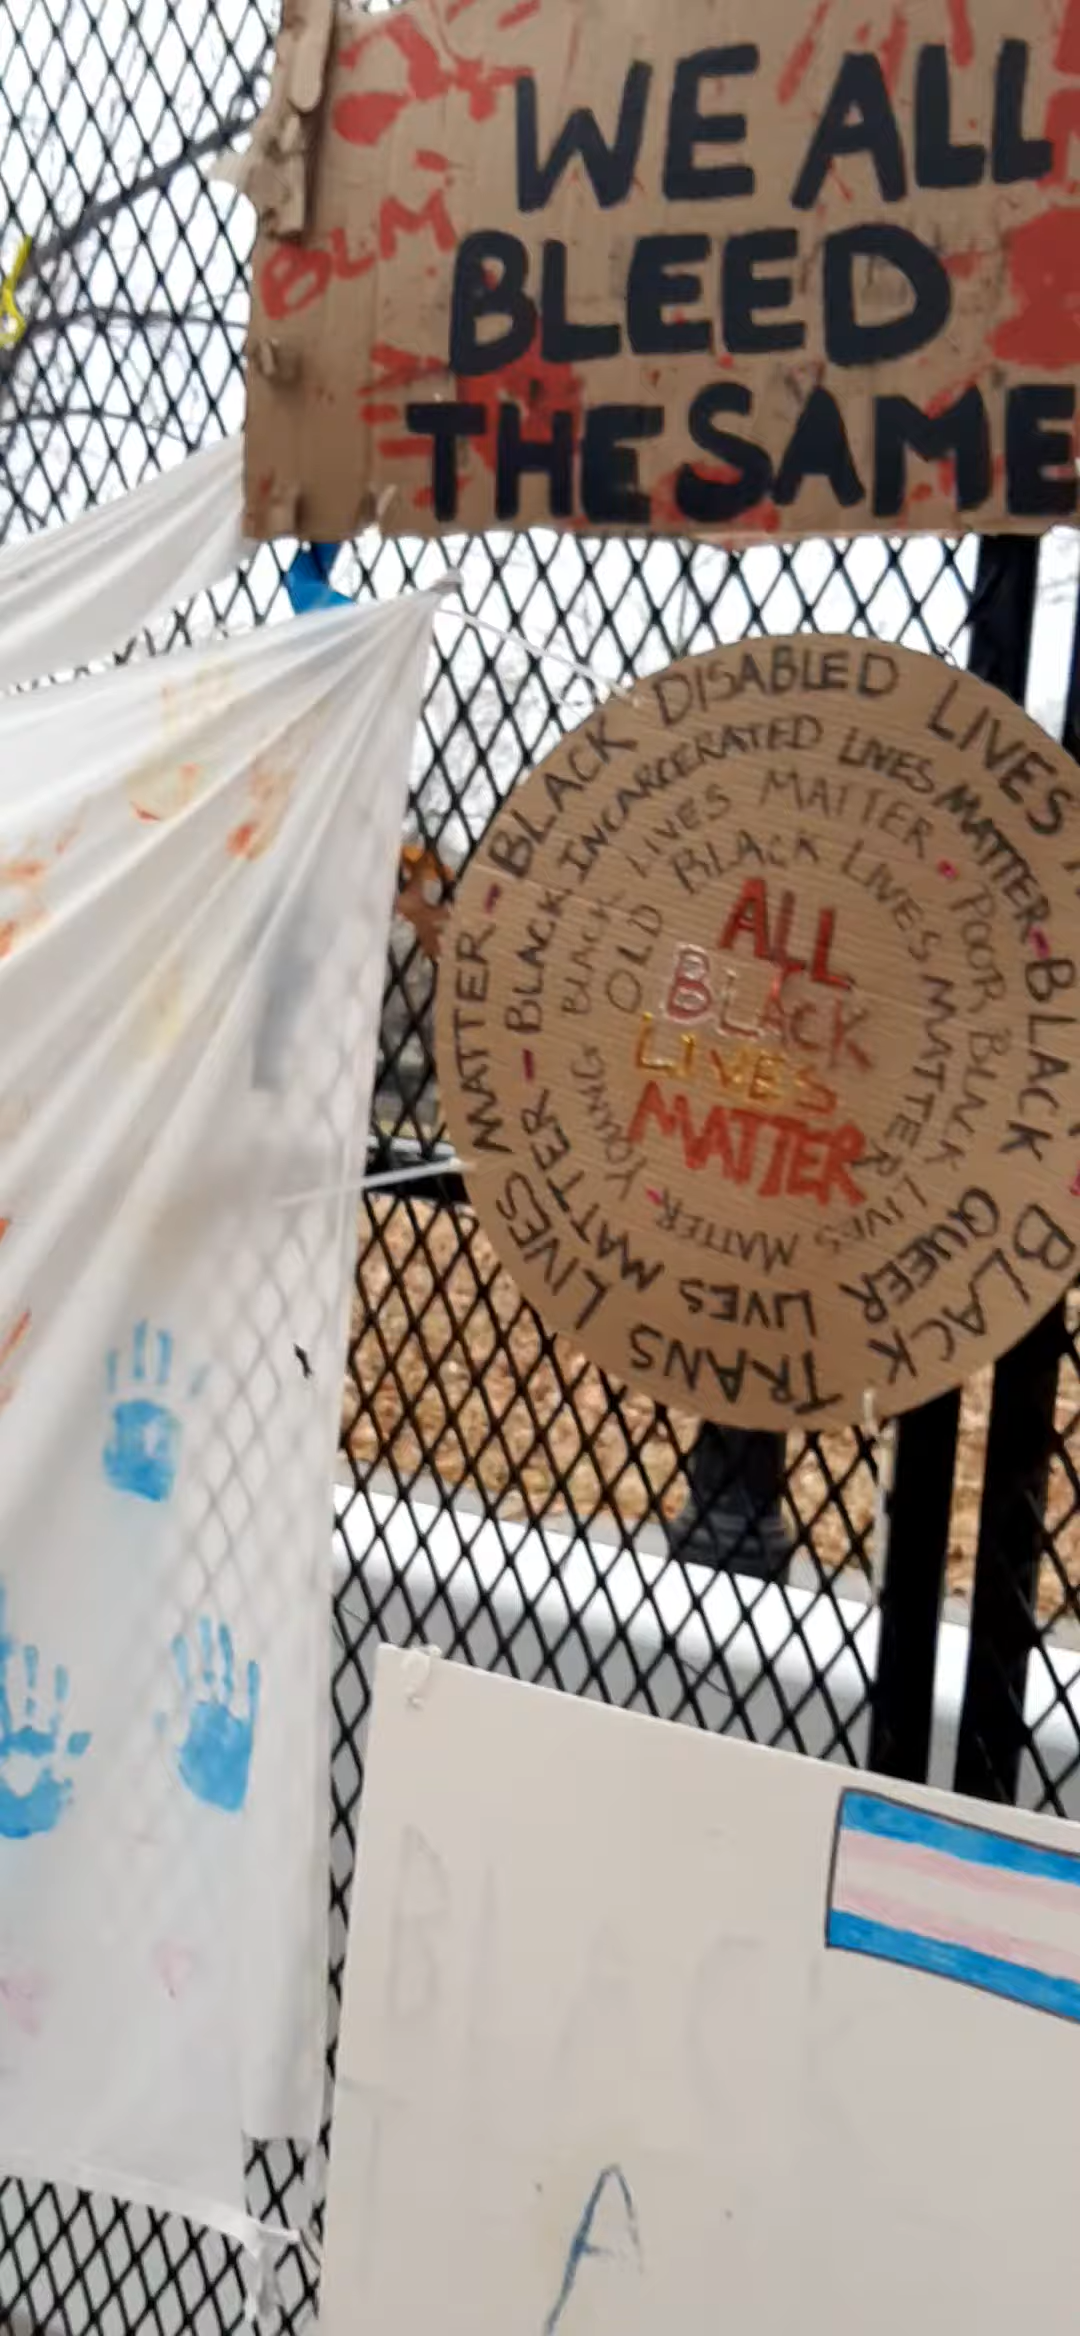 WE ALL
BLEED
THE SAME
BLM
BLACK DISABLED LIVES
BLACK
TRANS LIVES MATTER -
BLACK INCARCERATED LIVES MATTER -
BLACK QUEER
LIVES MATTER -
BLACK LIVES MATTER •
POOR BLACK LIVES MATTER •
YOUNG
OLD BLACK LIVES MATTER
ALL
BLACK
LIVES
MATTER
BLACK
A